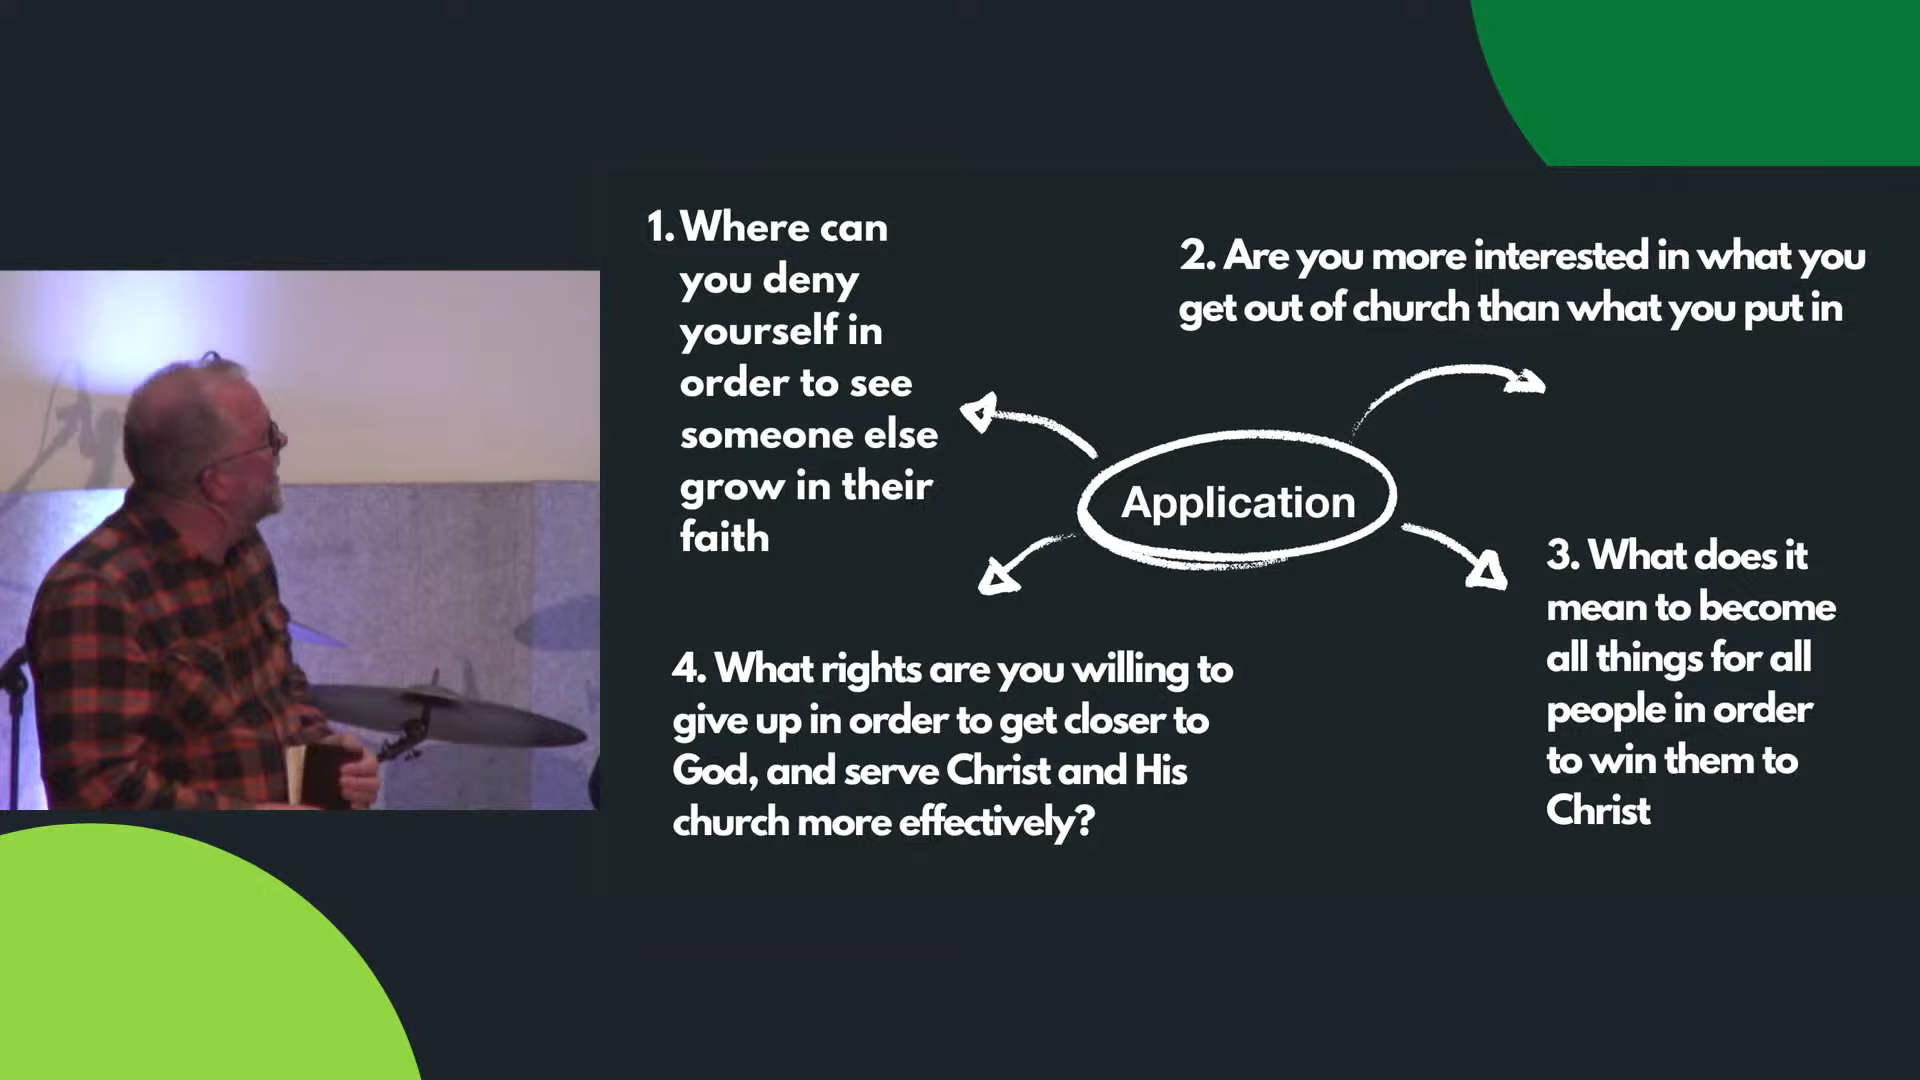 1. Where can
you deny
yourself in
order to see
someone else
grow in their
faith
2. Are you more interested in what you
get out of church than what you put in
Application
3. What does it
mean to become
all things for all
people in order
to win them to
Christ
4. What rights are you willing to
give up in order to get closer to
God, and serve Christ and His
church more effectively?